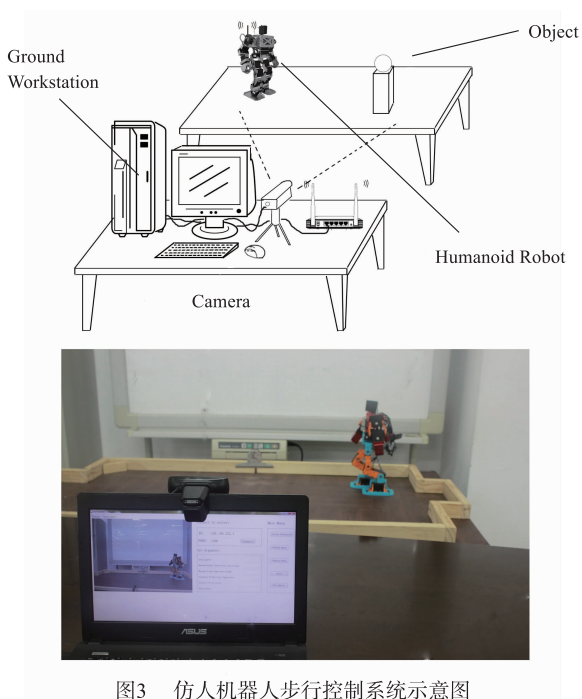 Object
Ground
Workstation
Humanoid Robot
Camera
ASUS
图3 仿人机器人步行控制系统示意图